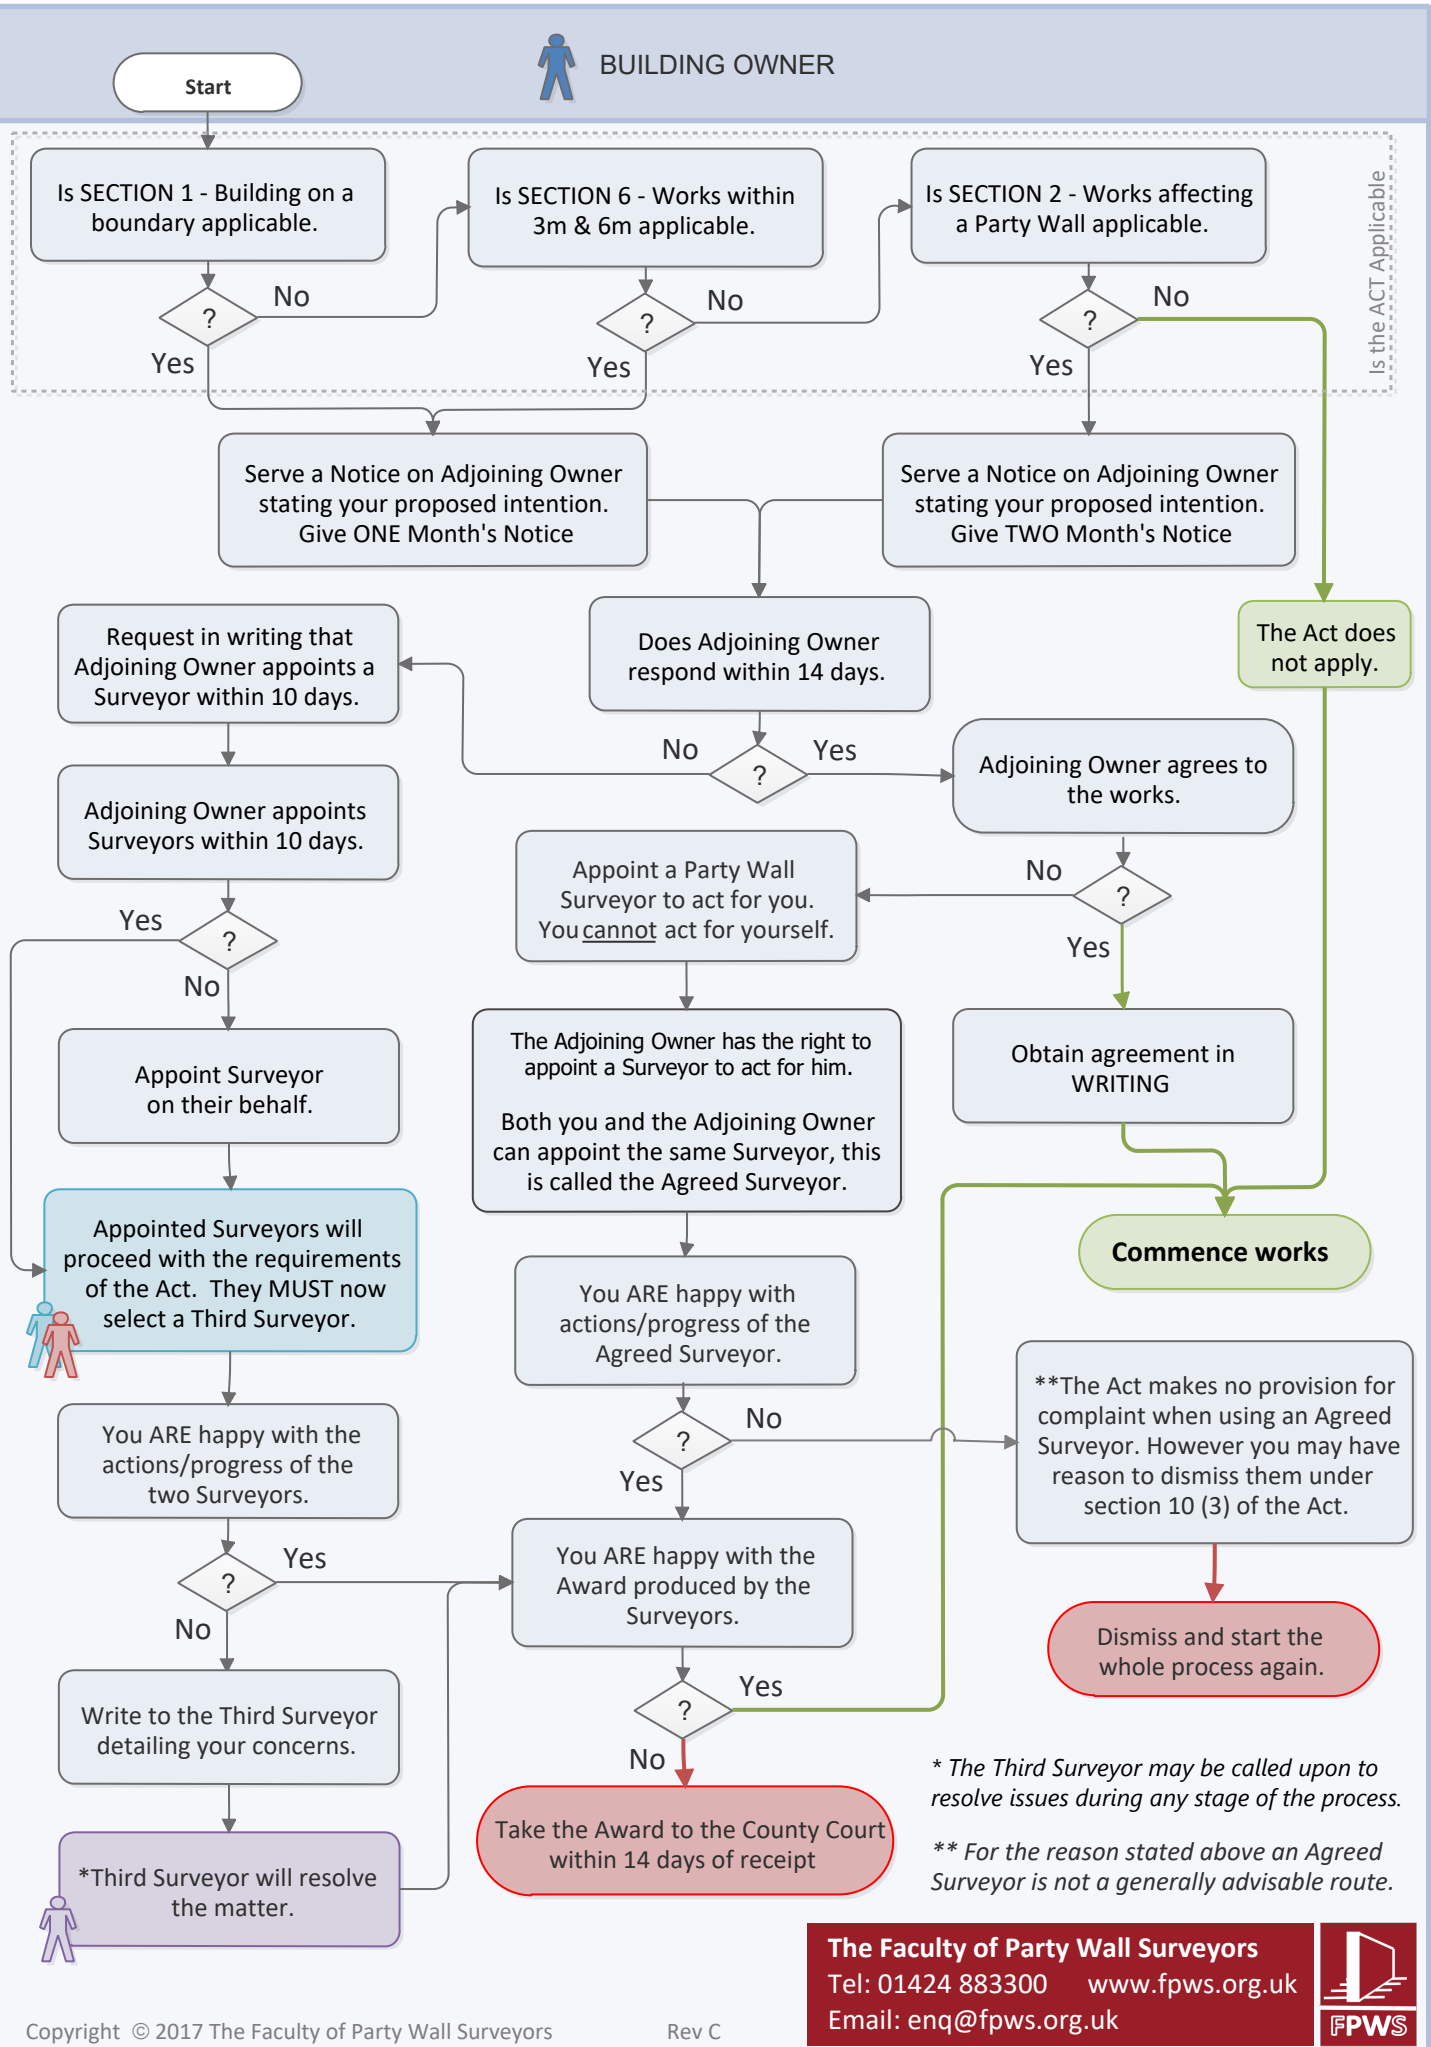 BUILDING OWNER
Start
Is SECTION 1 - Building on a
boundary applicable.
Is SECTION 6 - Works within
3m & 6m applicable.
Is SECTION 2 - Works affecting
a Party Wall applicable.
Is the ACT Applicable
?
No
Yes
?
No
Yes
?
No
Yes
Serve a Notice on Adjoining Owner
stating your proposed intention.
Give ONE Month's Notice
Serve a Notice on Adjoining Owner
stating your proposed intention.
Give TWO Month's Notice
The Act does
not apply.
Request in writing that
Adjoining Owner appoints a
Surveyor within 10 days.
Does Adjoining Owner
respond within 14 days.
No
?
Yes
Adjoining Owner agrees to
the works.
Adjoining Owner appoints
Surveyors within 10 days.
Appoint a Party Wall
Surveyor to act for you.
You cannot act for yourself.
No
?
Yes
Yes
?
No
Appoint Surveyor
on their behalf.
The Adjoining Owner has the right to
appoint a Surveyor to act for him.
Both you and the Adjoining Owner
can appoint the same Surveyor, this
is called the Agreed Surveyor.
Obtain agreement in
WRITING
Appointed Surveyors will
proceed with the requirements
of the Act. They MUST now
select a Third Surveyor.
Commence works
You ARE happy with
actions/progress of the
Agreed Surveyor.
?
No
Yes
**The Act makes no provision for
complaint when using an Agreed
Surveyor. However you may have
reason to dismiss them under
section 10 (3) of the Act.
You ARE happy with the
actions/progress of the
two Surveyors.
?
Yes
No
You ARE happy with the
Award produced by the
Surveyors.
?
Yes
No
Dismiss and start the
whole process again.
Write to the Third Surveyor
detailing your concerns.
Take the Award to the County Court
within 14 days of receipt
*Third Surveyor will resolve
the matter.
* The Third Surveyor may be called upon to
resolve issues during any stage of the process.
** For the reason stated above an Agreed
Surveyor is not a generally advisable route.
The Faculty of Party Wall Surveyors
Tel: 01424 883300 www.fpws.org.uk
Email: enq@fpws.org.uk
FPWS
Copyright © 2017 The Faculty of Party Wall Surveyors Rev C